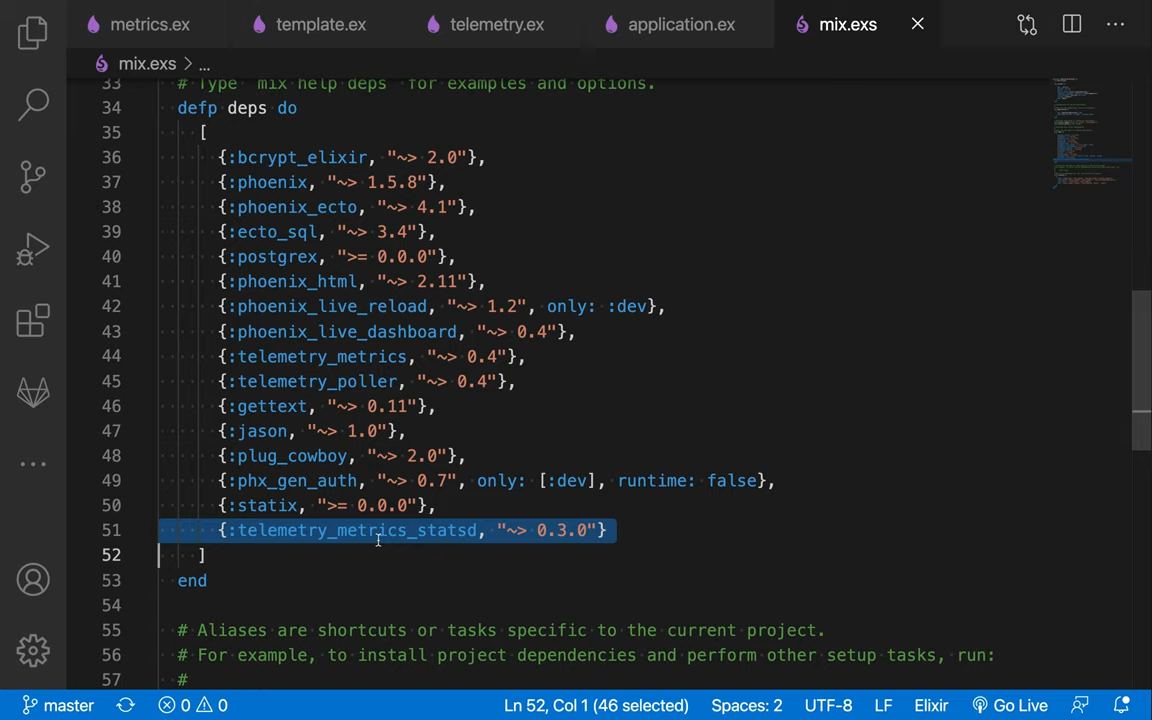 metrics.ex template.ex telemetry.ex application.ex mix.exs
mix.exs > ...
33 # Type mix help deps for examples and options.
34 defp deps do
35 [
36 {:bcrypt_elixir, "~> 2.0"},
37 {:phoenix, "~> 1.5.8"},
38 {:phoenix_ecto, "~> 4.1"},
39 {:ecto_sql, "~> 3.4"},
40 {:postgrex, ">= 0.0.0"},
41 {:phoenix_html, "~> 2.11"},
42 {:phoenix_live_reload, "~> 1.2", only: :dev},
43 {:phoenix_live_dashboard, "~> 0.4"},
44 {:telemetry_metrics, "~> 0.4"},
45 {:telemetry_poller, "~> 0.4"},
46 {:gettext, "~> 0.11"},
47 {:jason, "~> 1.0"},
48 {:plug_cowboy, "~> 2.0"},
49 {:phx_gen_auth, "~> 0.7", only: [:dev], runtime: false},
50 {:statix, ">= 0.0.0"},
51 {:telemetry_metrics_statsd, "~> 0.3.0"}
52 ]
53 end
54
55 # Aliases are shortcuts or tasks specific to the current project.
56 # For example, to install project dependencies and perform other setup tasks, run:
57 #
master 0 0 Ln 52, Col 1 (46 selected) Spaces: 2 UTF-8 LF Elixir Go Live